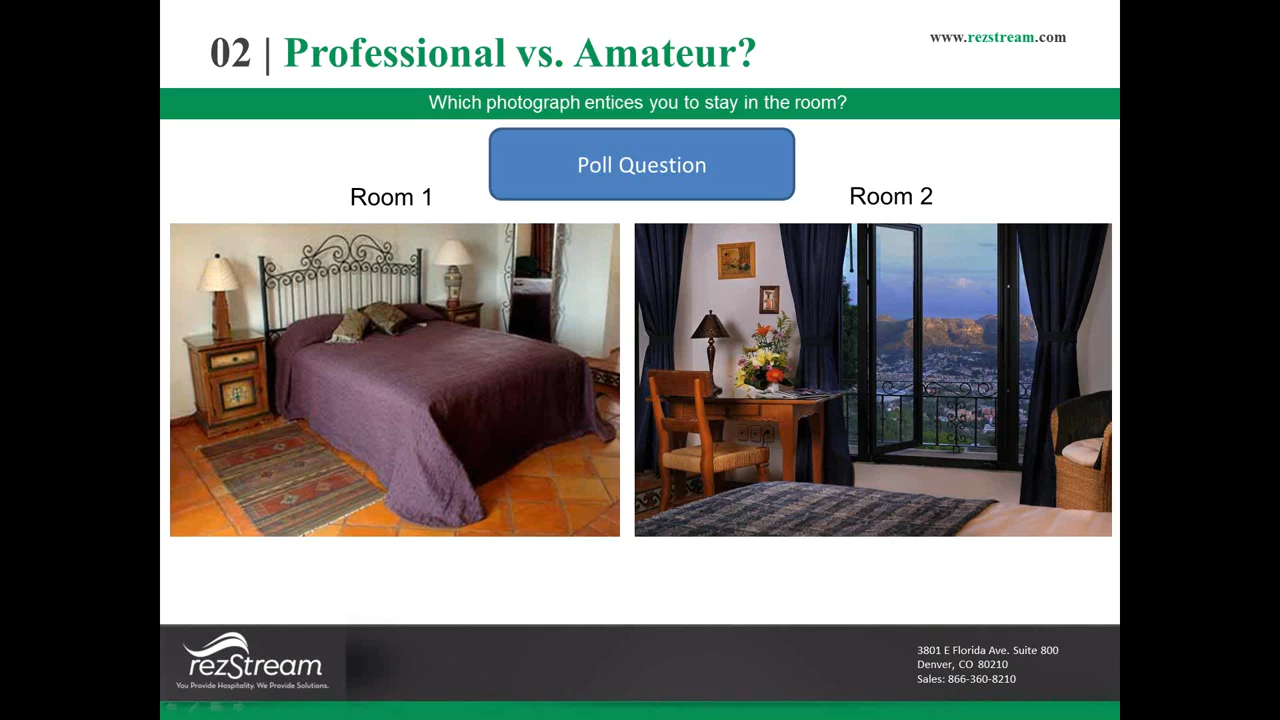 02 | Professional vs. Amateur?
www.rezstream.com
Which photograph entices you to stay in the room?
Poll Question
Room 1
Room 2
rezStream
You Provide Hospitality. We Provide Solutions.
3801 E Florida Ave. Suite 800
Denver, CO 80210
Sales: 866-360-8210